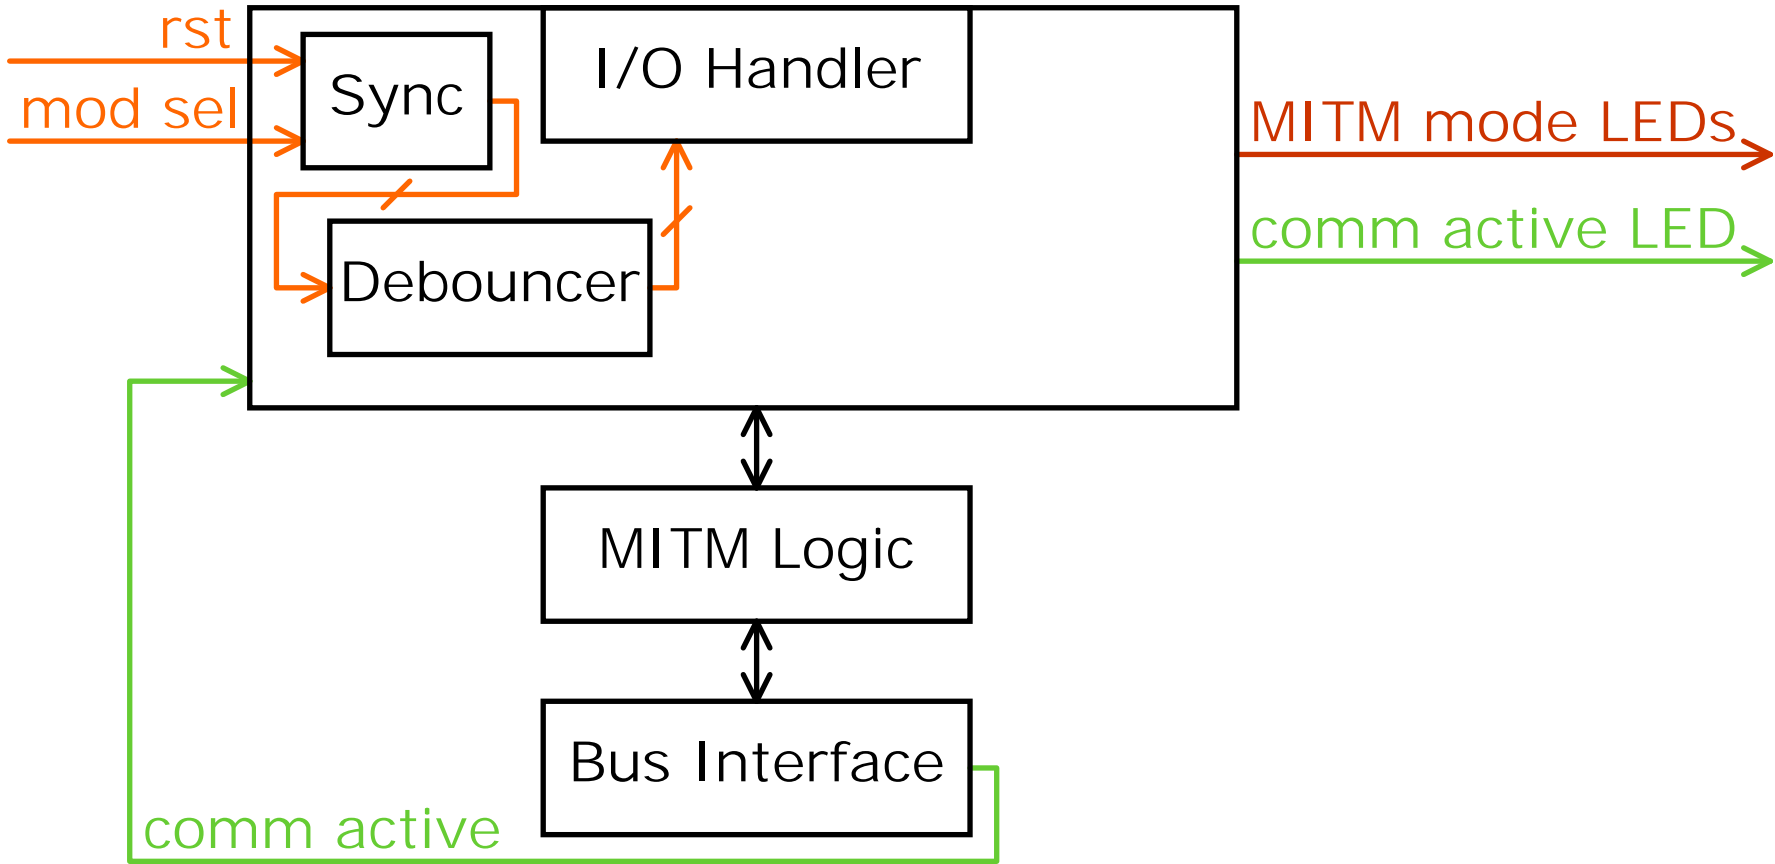 rst
I/O Handler
Sync
mod sel
MITM mode LEDs
comm active LED
Debouncer
MITM Logic
Bus Interface
comm active